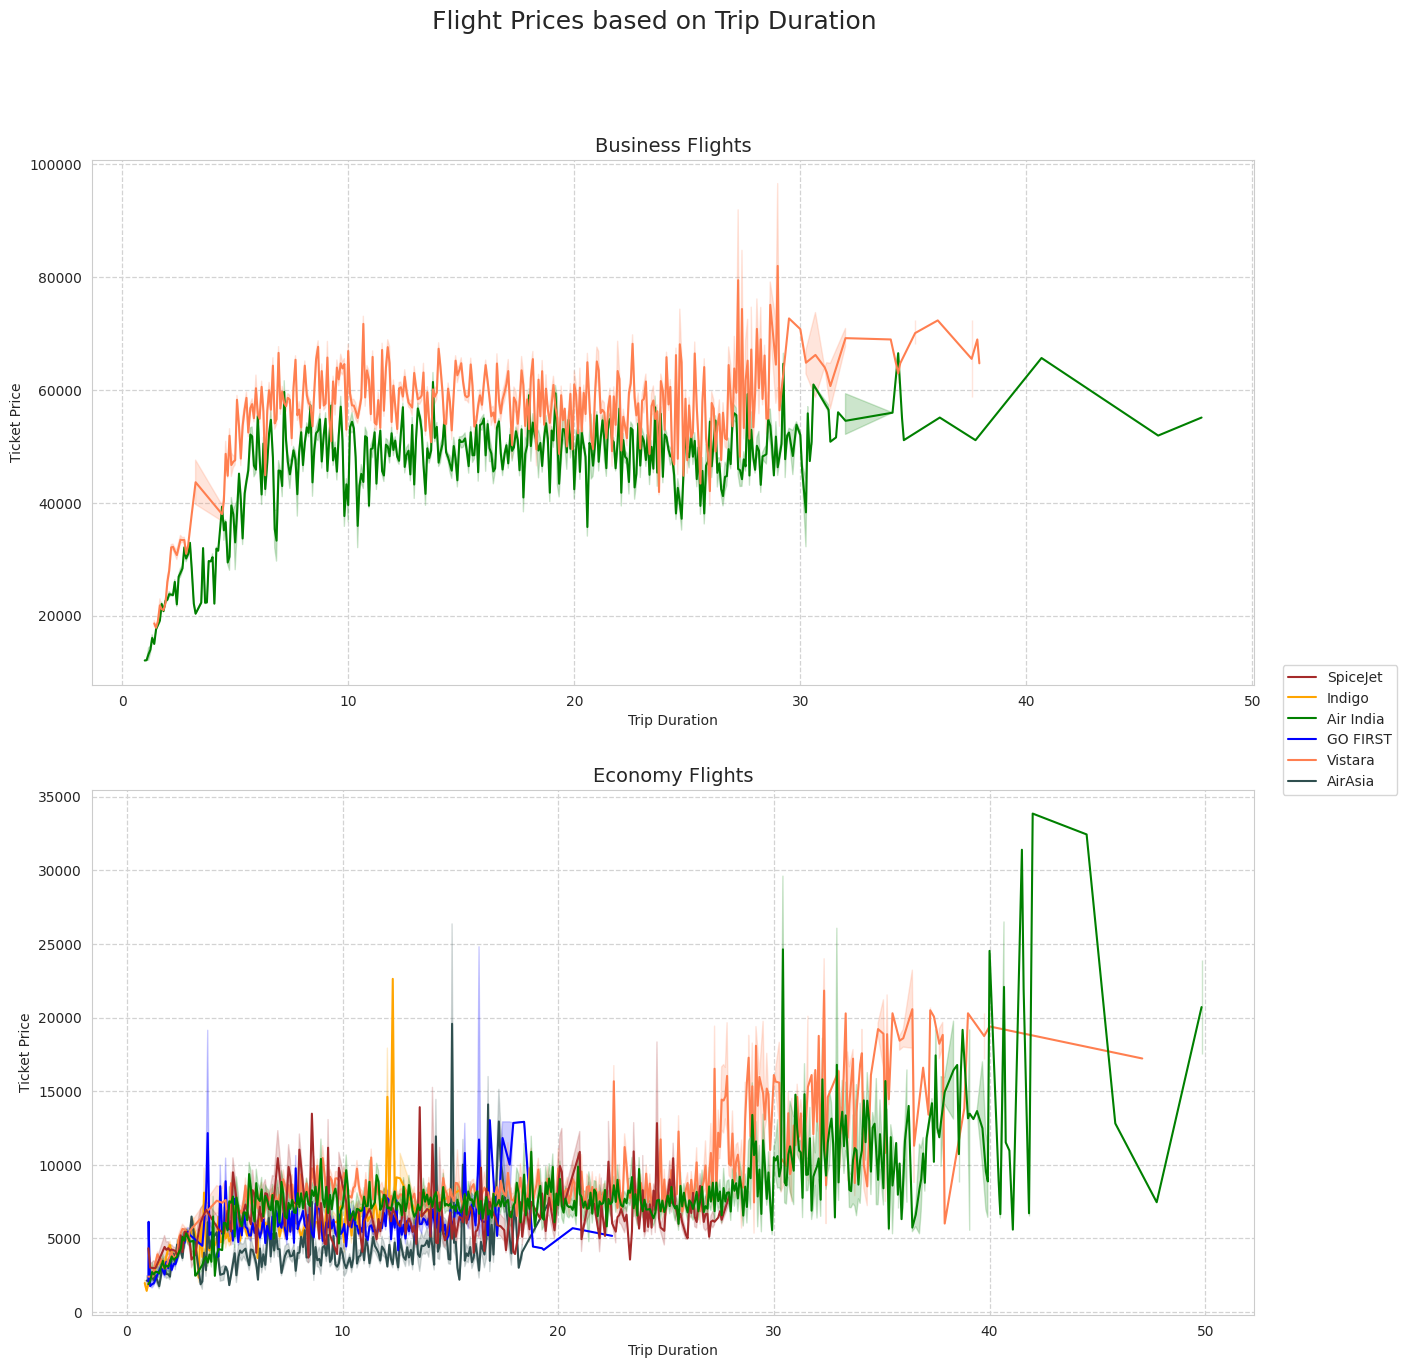 Flight Prices based on Trip Duration
Business Flights
100000
80000
60000
40000
20000
Ticket Price
0 10 20 30 40 50
Trip Duration
SpiceJet
Indigo
Air India
GO FIRST
Vistara
AirAsia
Economy Flights
35000
30000
25000
20000
15000
10000
5000
0
Ticket Price
0 10 20 30 40 50
Trip Duration